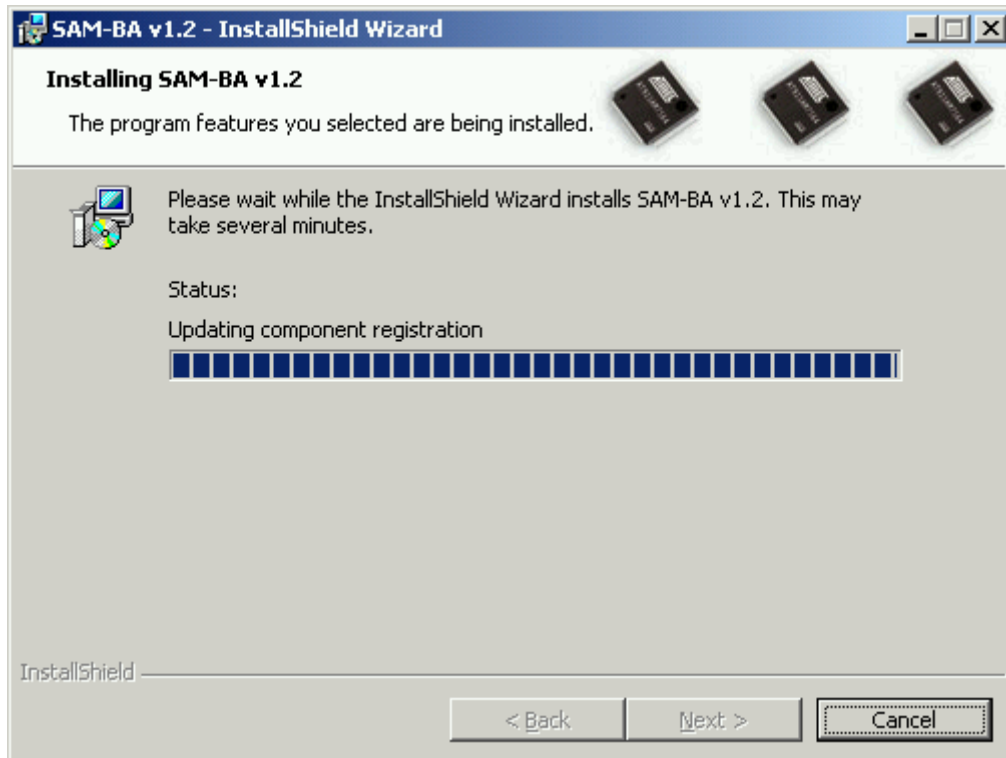 SAM-BA v1.2 - InstallShield Wizard
Installing SAM-BA v1.2
The program features you selected are being installed.
Please wait while the InstallShield Wizard installs SAM-BA v1.2. This may
take several minutes.
Status:
Updating component registration
InstallShield
< Back
Next >
Cancel